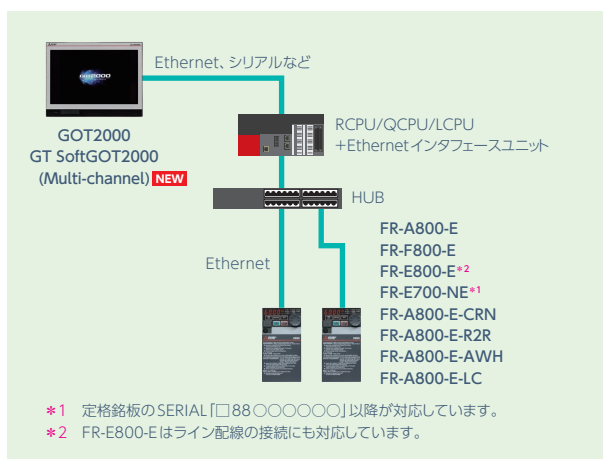 Ethernet、シリアルなど
GOT2000
GOT2000
GT SoftGOT2000
(Multi-channel) NEW
RCPU/QCPU/LCPU
+Ethernetインタフェースユニット
HUB
Ethernet
FR-A800-E
FR-F800-E
FR-E800-E*2
FR-E700-NE*1
FR-A800-E-CRN
FR-A800-E-R2R
FR-A800-E-AWH
FR-A800-E-LC
*1 定格銘板のSERIAL「□88○○○○○○」以降が対応しています。
*2 FR-E800-Eはライン配線の接続にも対応しています。